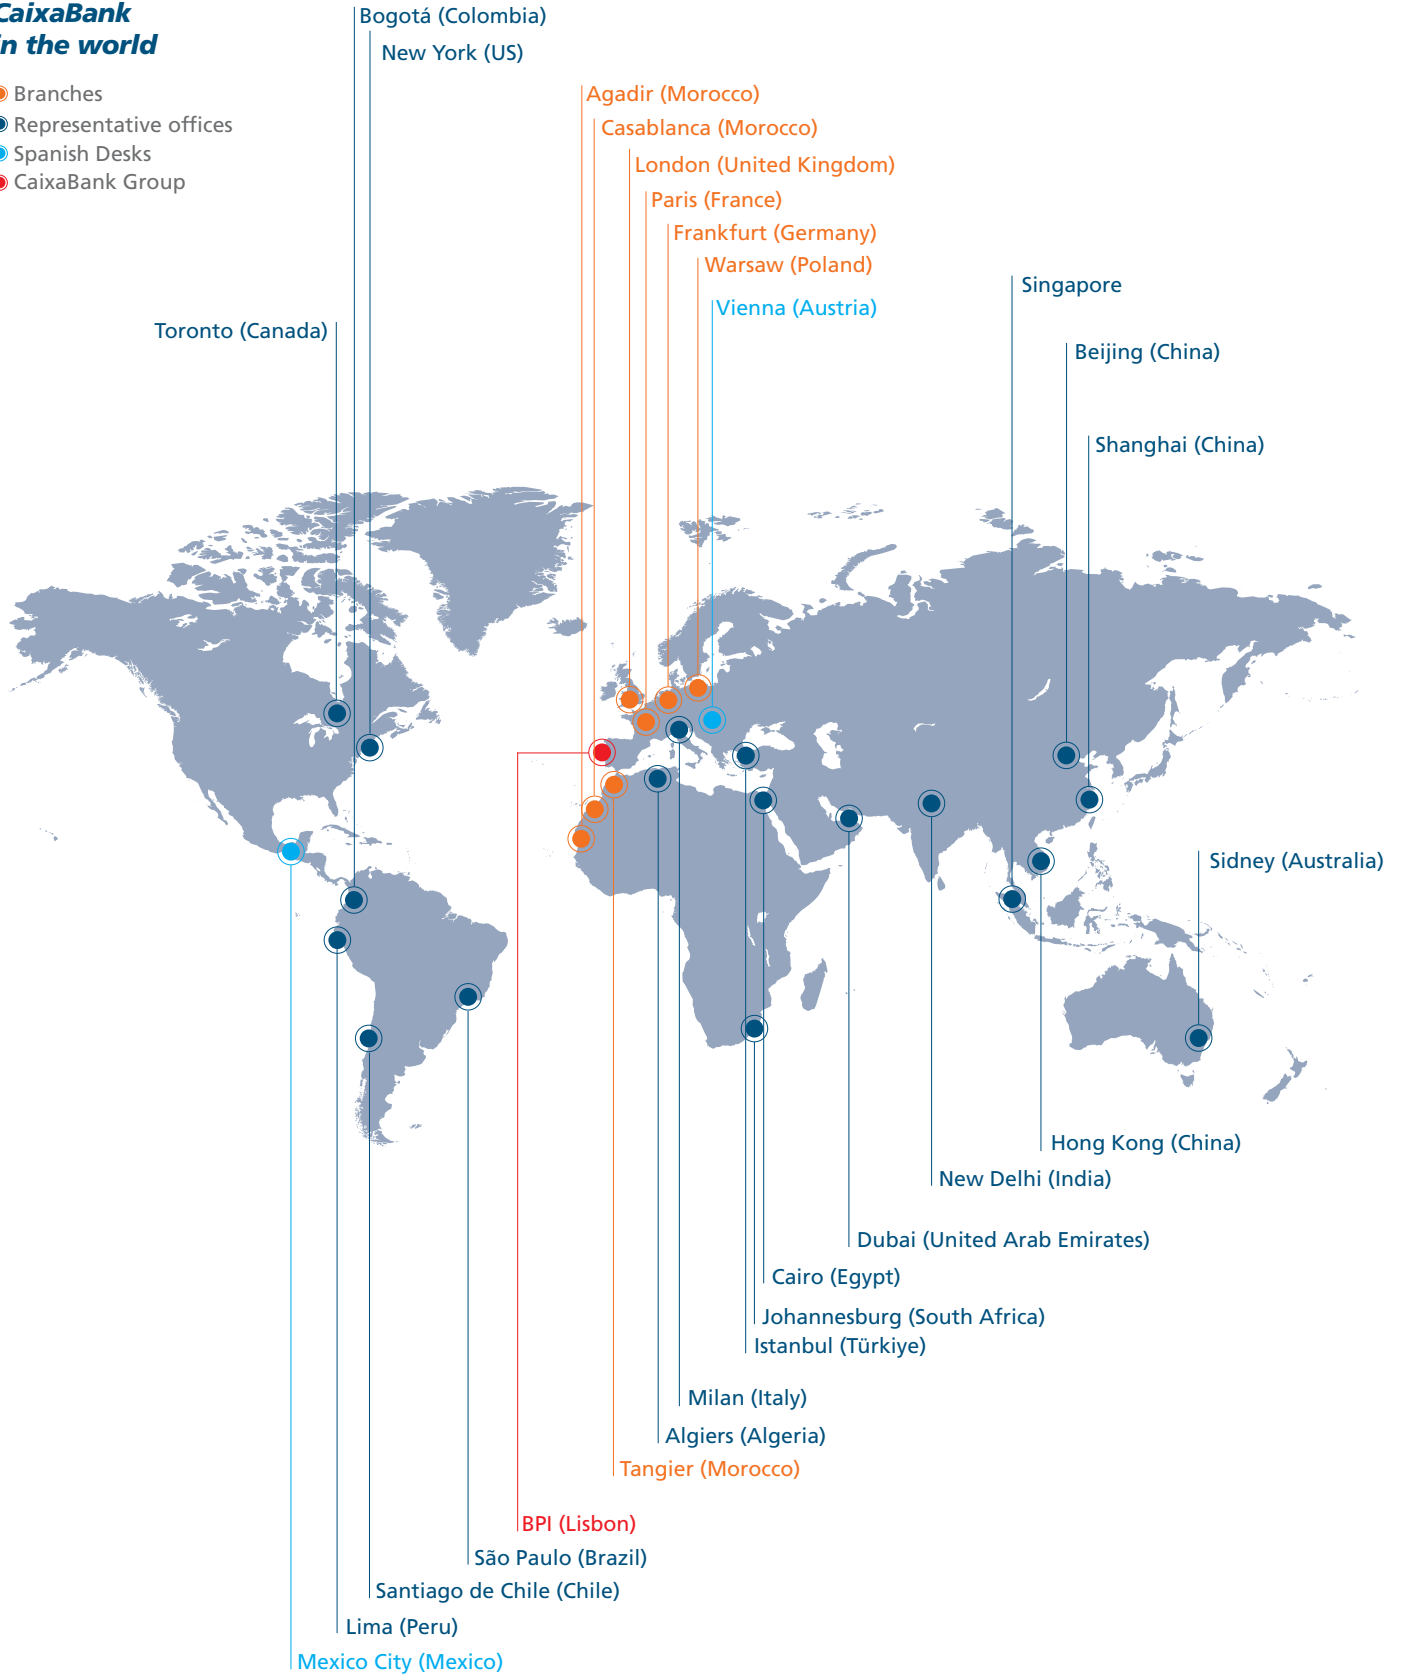 CaixaBank
in the world
Branches
Representative offices
Spanish Desks
CaixaBank Group
Bogotá (Colombia)
New York (US)
Agadir (Morocco)
Casablanca (Morocco)
London (United Kingdom)
Paris (France)
Frankfurt (Germany)
Warsaw (Poland)
Vienna (Austria)
Singapore
Toronto (Canada)
Beijing (China)
Shanghai (China)
Sidney (Australia)
Hong Kong (China)
New Delhi (India)
Dubai (United Arab Emirates)
Cairo (Egypt)
Johannesburg (South Africa)
Istanbul (Türkiye)
Milan (Italy)
Algiers (Algeria)
Tangier (Morocco)
BPI (Lisbon)
São Paulo (Brazil)
Santiago de Chile (Chile)
Lima (Peru)
Mexico City (Mexico)